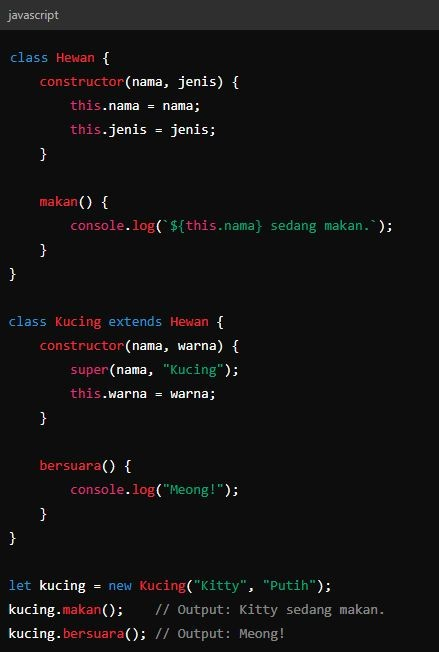 javascript
class Hewan {
    constructor(nama, jenis) {
        this.nama = nama;
        this.jenis = jenis;
    }

    makan() {
        console.log(`${this.nama} sedang makan.`);
    }
}

class Kucing extends Hewan {
    constructor(nama, warna) {
        super(nama, "Kucing");
        this.warna = warna;
    }

    bersuara() {
        console.log("Meong!");
    }
}

let kucing = new Kucing("Kitty", "Putih");
kucing.makan();    // Output: Kitty sedang makan.
kucing.bersuara(); // Output: Meong!